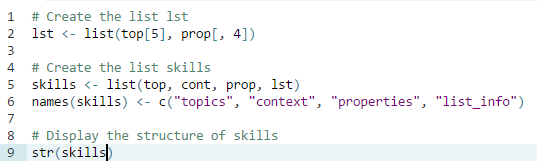 1 # Create the list lst
2 lst <- list(top[5], prop[, 4])
3
4 # Create the list skills
5 skills <- list(top, cont, prop, lst)
6 names(skills) <- c("topics", "context", "properties", "list_info")
7
8 # Display the structure of skills
9 str(skills)